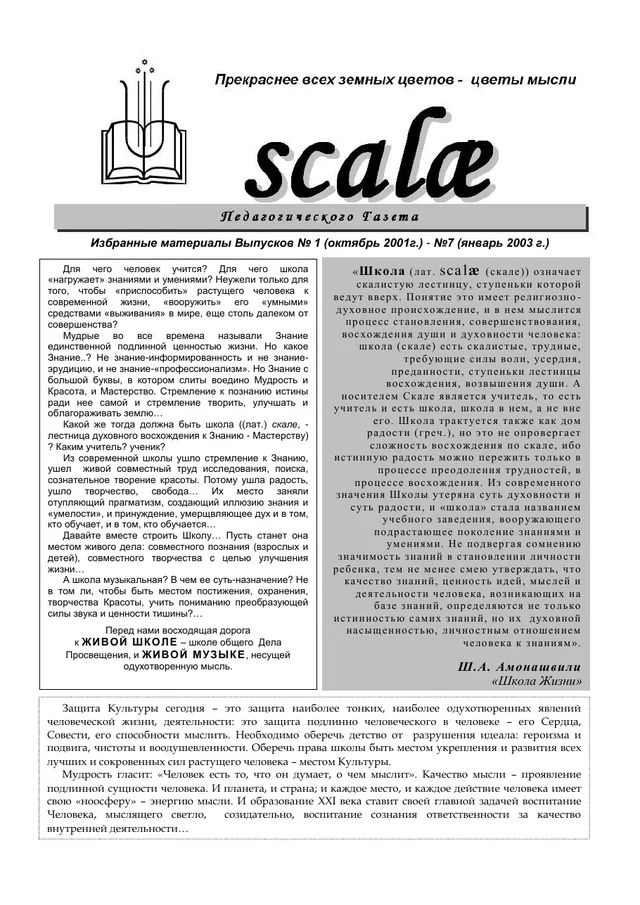 Прекраснее всех земных цветов - цветы мысли
scalæ
Педагогического Газета
Избранные материалы Выпусков № 1 (октябрь 2001г.) - №7 (январь 2003 г.)
Для чего человек учится? Для чего школа
«нагружает» знаниями и умениями? Неужели только для
того, чтобы «приспособить» растущего человека к
современной жизни, «вооружить» его «умными»
средствами «выживания» в мире, еще столь далеком от
совершенства?
Мудрые во все времена называли Знание
единственной подлинной ценностью жизни. Но какое
Знание..? Не знание-информированность и не знание-
эрудицию, и не знание-«профессионализм». Но Знание с
большой буквы, в котором слиты воедино Мудрость и
Красота, и Мастерство. Стремление к познанию истины
ради нее самой и стремление творить, улучшать и
облагораживать землю…
Какой же тогда должна быть школа ((лат.) скале, -
лестница духовного восхождения к Знанию - Мастерству)
? Каким учитель? ученик?
Из современной школы ушло стремление к Знанию,
ушел живой совместный труд исследования, поиска,
сознательное творение красоты. Потому ушла радость,
ушло творчество, свобода… Их место заняли
отупляющий прагматизм, создающий иллюзию знания и
«умелости», и принуждение, умерщвляющее дух и в том,
кто обучает, и в том, кто обучается…
Давайте вместе строить Школу… Пусть станет она
местом живого дела: совместного познания (взрослых и
детей), совместного творчества с целью улучшения
жизни…
А школа музыкальная? В чем ее суть-назначение? Не
в том ли, чтобы быть местом постижения, охранения,
творчества Красоты, учить пониманию преобразующей
силы звука и ценности тишины?…
Перед нами восходящая дорога
к ЖИВОЙ ШКОЛЕ – школе общего Дела
Просвещения, и ЖИВОЙ МУЗЫКЕ, несущей
одухотворенную мысль.
«Школа (лат. scalæ (скале)) означает
скалистую лестницу, ступеньки которой
ведут вверх. Понятие это имеет религиозно-
духовное происхождение, и в нем мыслится
процесс становления, совершенствования,
восхождения души и духовности человека:
школа (скале) есть скалистые, трудные,
требующие силы воли, усердия,
преданности, ступеньки лестницы
восхождения, возвышения души. А
носителем Скале является учитель, то есть
учитель и есть школа, школа в нем, а не вне
его. Школа трактуется также как дом
радости (греч.), но это не опровергает
сложность восхождения по скале, ибо
истинную радость можно пережить только в
процессе преодоления трудностей, в
процессе восхождения. Из современного
значения Школы утеряна суть духовности и
суть радости, и «школа» стала названием
учебного заведения, вооружающего
подрастающее поколение знаниями и
умениями. Не подвергая сомнению
значимость знаний в становлении личности
ребенка, тем не менее смею утверждать, что
качество знаний, ценность идей, мыслей и
деятельности человека, возникающих на
базе знаний, определяются не только
истинностью самих знаний, но их духовной
насыщенностью, личностным отношением
человека к знаниям».
Ш.А. Амонашвили
«Школа Жизни»
Защита Культуры сегодня – это защита наиболее тонких, наиболее одухотворенных явлений
человеческой жизни, деятельности: это защита подлинно человеческого в человеке – его Сердца,
Совести, его способности мыслить. Необходимо оберечь детство от разрушения идеала: героизма и
подвига, чистоты и воодушевленности. Оберечь права школы быть местом укрепления и развития всех
лучших и сокровенных сил растущего человека – местом Культуры.
Мудрость гласит: «Человек есть то, что он думает, о чем мыслит». Качество мысли – проявление
подлинной сущности человека. И планета, и страна; и каждое место, и каждое действие человека имеет
свою «ноосферу» – энергию мысли. И образование XXI века ставит своей главной задачей воспитание
Человека, мыслящего светло, созидательно, воспитание сознания ответственности за качество
внутренней деятельности…